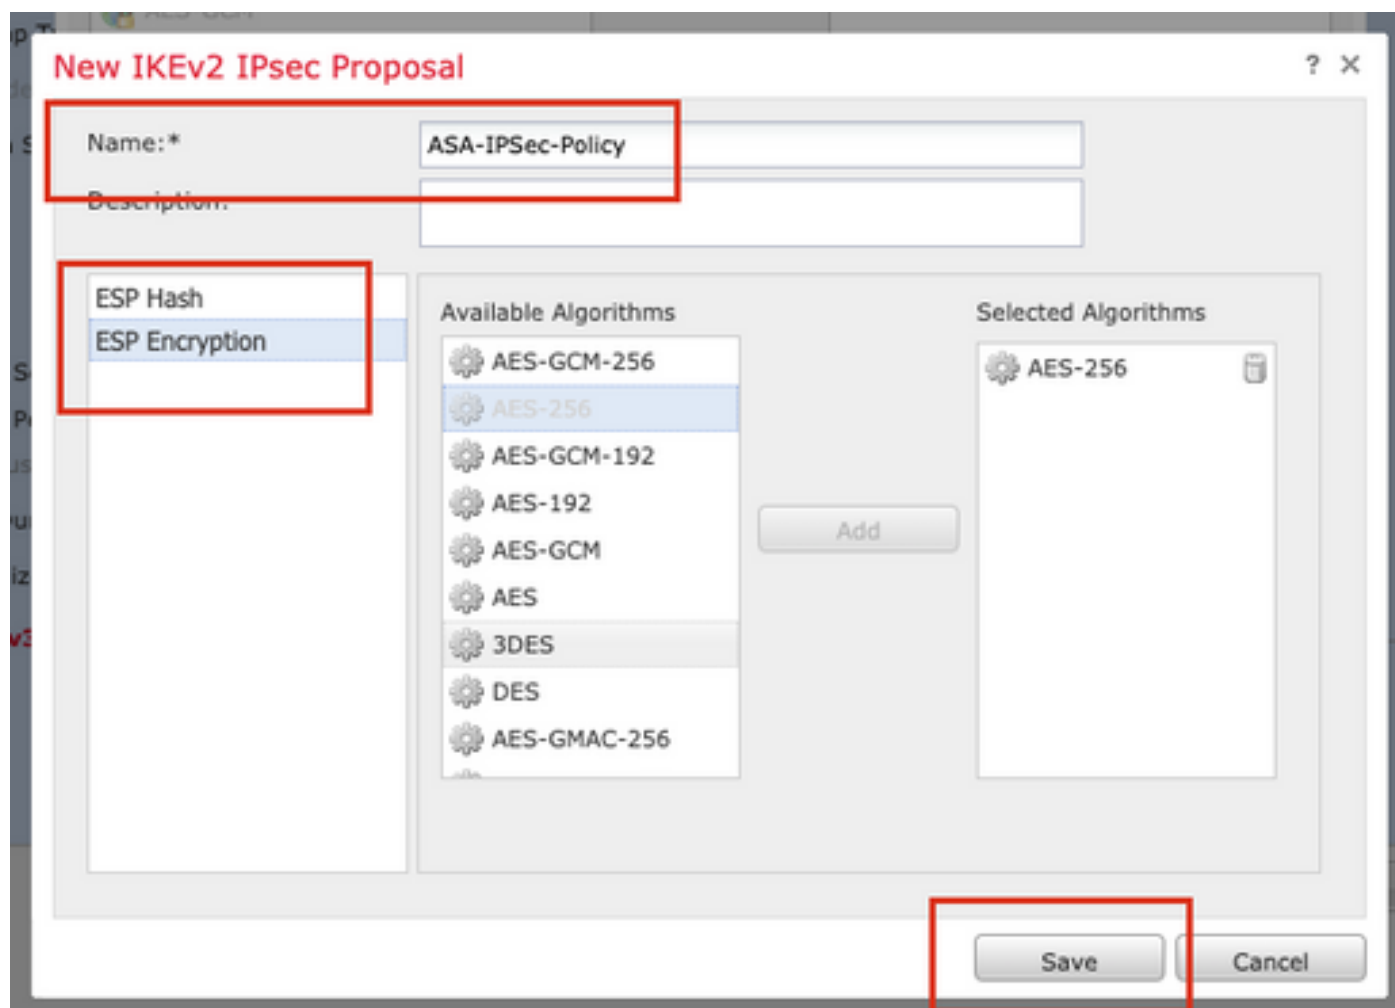 AES-GCM
New IKEv2 IPsec Proposal
? ×
Name:*
ASA-IPSec-Policy
Description:
ESP Hash
ESP Encryption
Available Algorithms
AES-GCM-256
AES-256
AES-GCM-192
AES-192
AES-GCM
AES
3DES
DES
AES-GMAC-256
Add
Selected Algorithms
AES-256
Save
Cancel